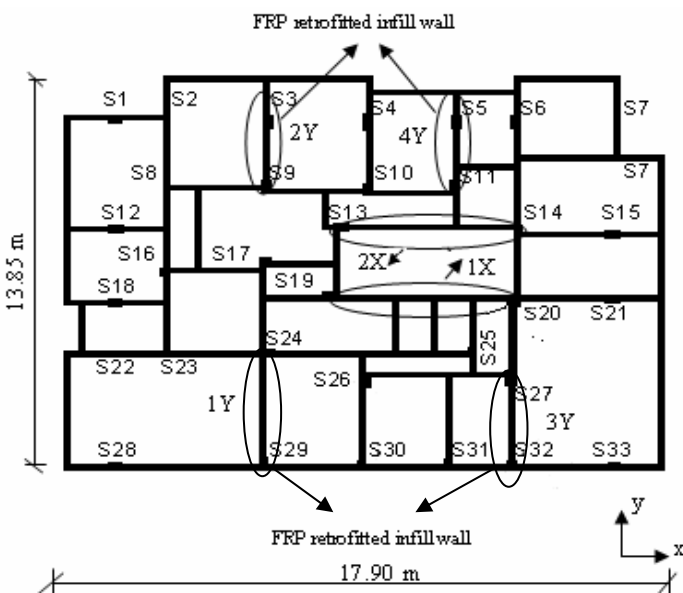 FRP retrofitted infill wall
S1 S2 S3 S4 S5 S6 S7
2Y 4Y
S8 S9 S10 S11 S7
S12 S13 S14 S15
S16 S17 2X 1X
S18 S19 S20 S21
13.85 m
S24 S25
S22 S23 S26 S27
1Y 3Y
S28 S29 S30 S31 S32 S33
FRP retrofitted infill wall
y
x
17.90 m